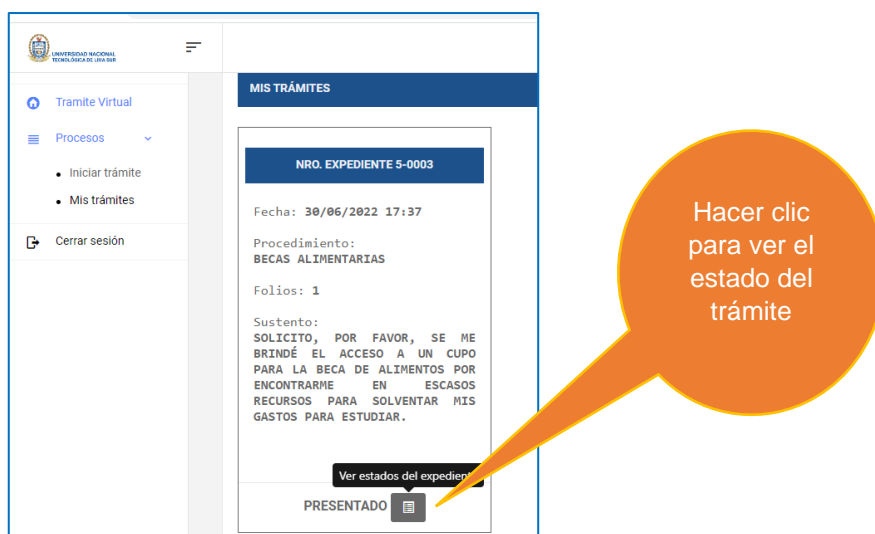 UNIVERSIDAD NACIONAL
TECNOLÓGICA DE LIMA SUR
Tramite Virtual
Procesos
Iniciar trámite
Mis trámites
Cerrar sesión
MIS TRÁMITES
NRO. EXPEDIENTE 5-0003
Fecha: 30/06/2022 17:37
Procedimiento:
BECAS ALIMENTARIAS
Folios: 1
Sustento:
SOLICITO, POR FAVOR, SE ME
BRINDÉ EL ACCESO A UN CUPO
PARA LA BECA DE ALIMENTOS POR
ENCONTRARME EN ESCASOS
RECURSOS PARA SOLVENTAR MIS
GASTOS PARA ESTUDIAR.
Ver estados del expediente
PRESENTADO
Hacer clic
para ver el
estado del
trámite